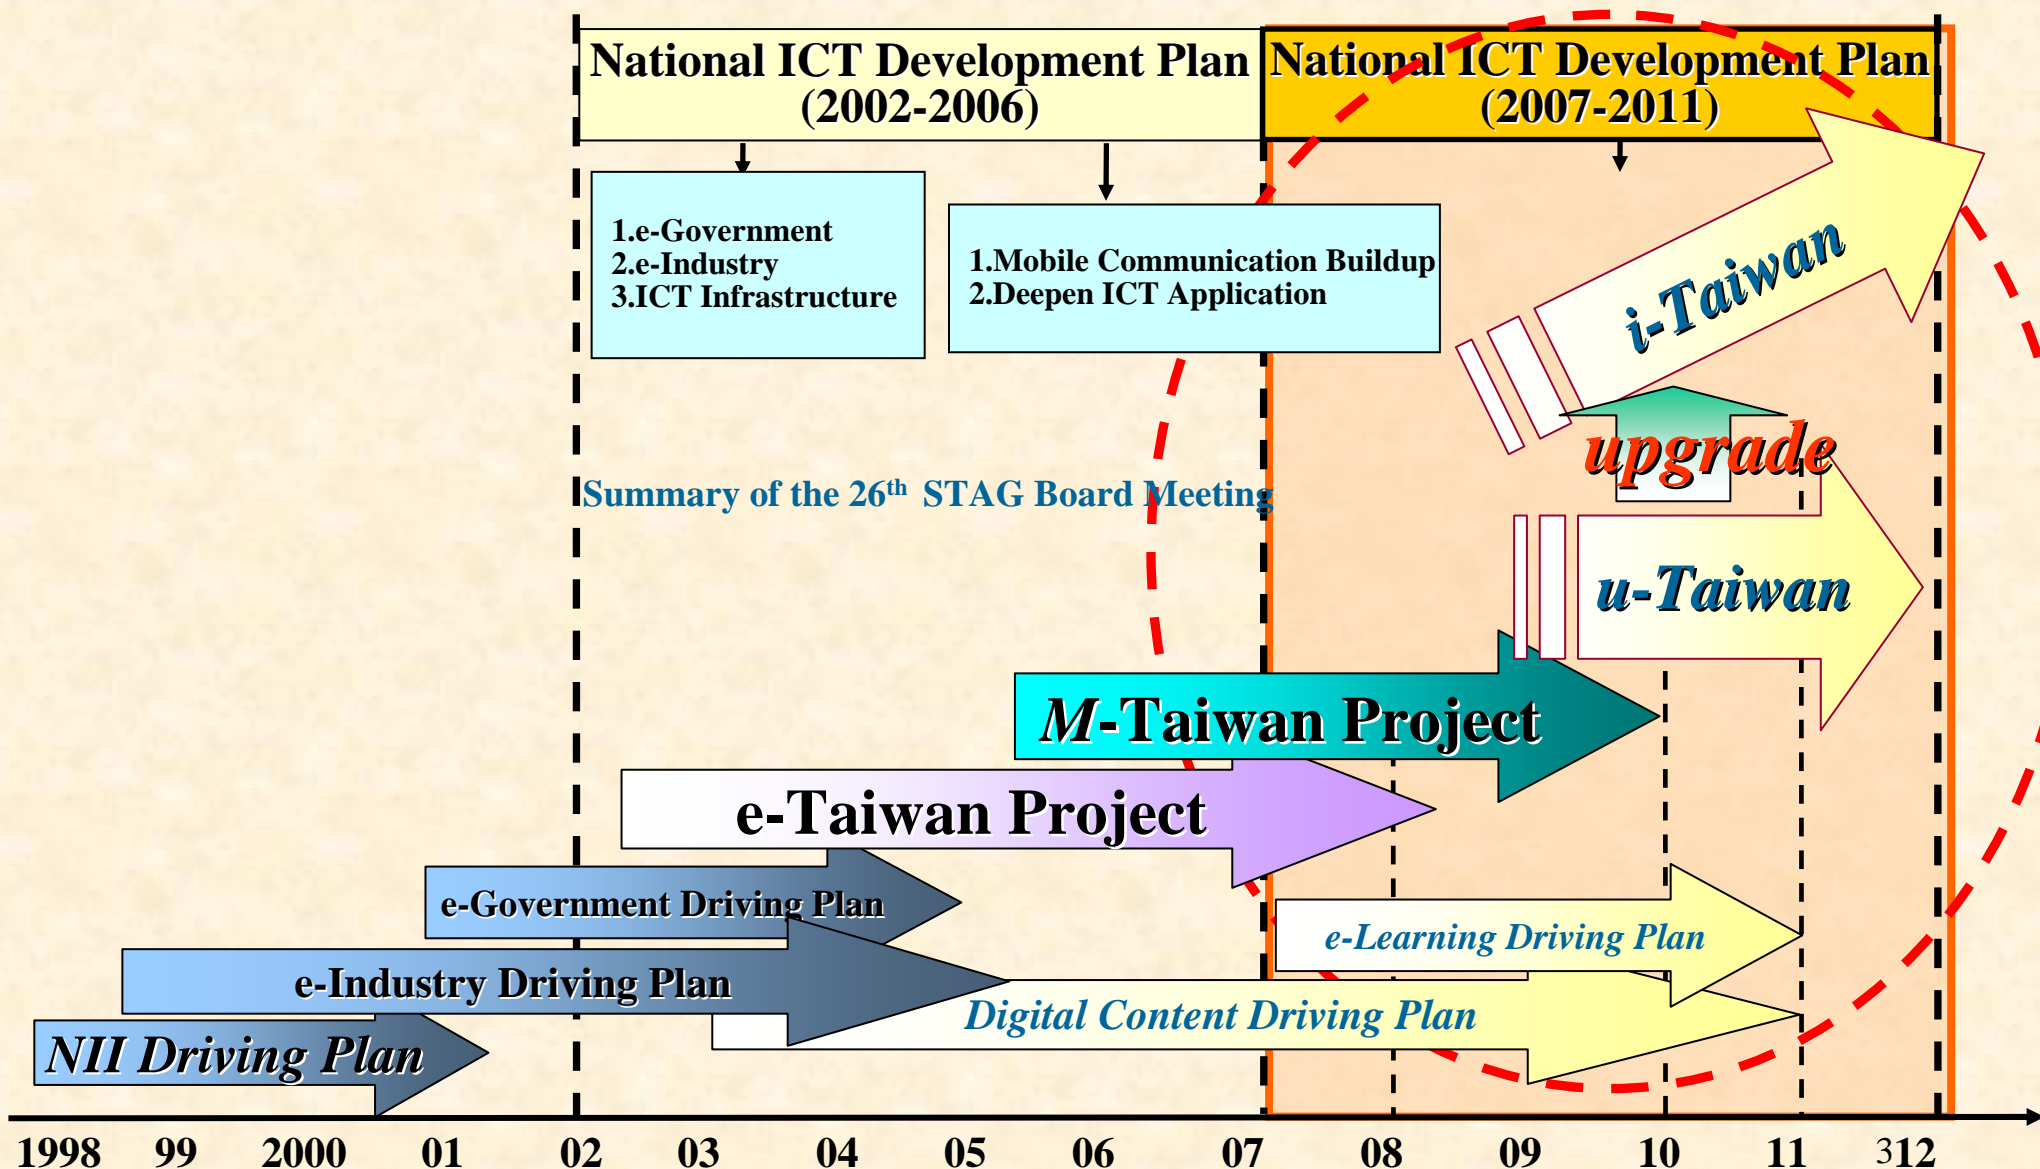 National ICT Development Plan
(2002-2006)
National ICT Development Plan
(2007-2011)
1.e-Government
2.e-Industry
3.ICT Infrastructure
1.Mobile Communication Buildup
2.Deepen ICT Application
i-Taiwan
upgrade
Summary of the 26th STAG Board Meeting
u-Taiwan
M-Taiwan Project
e-Taiwan Project
e-Government Driving Plan
e-Learning Driving Plan
e-Industry Driving Plan
Digital Content Driving Plan
NII Driving Plan
1998 99 2000 01 02 03 04 05 06 07 08 09 10 11 12
3